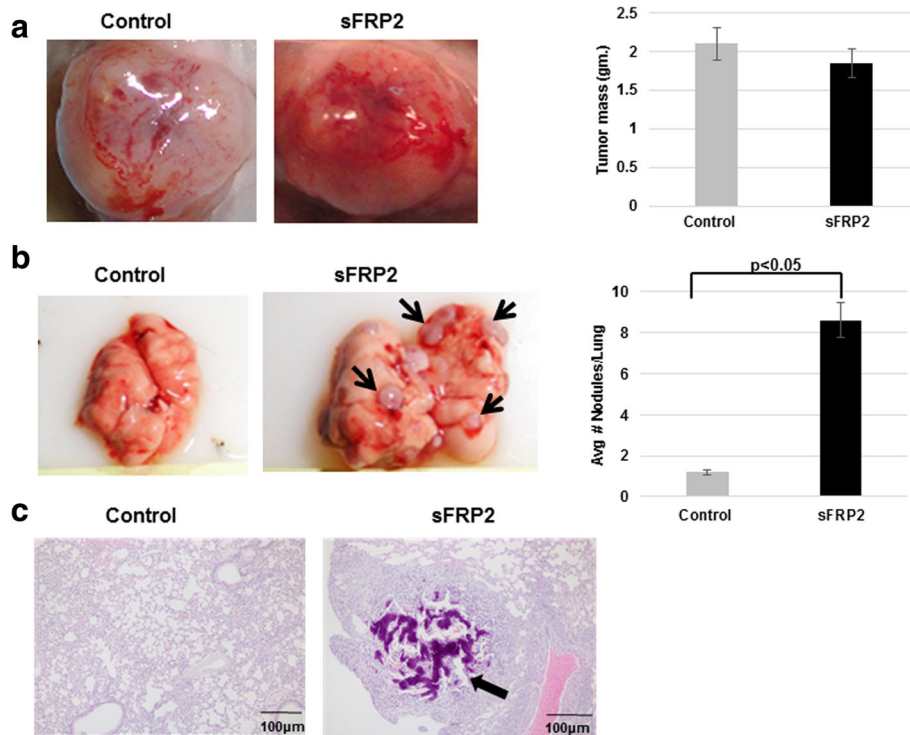 a
Control
sFRP2
Tumor mass (gm.)
2.5
2
1.5
1
0.5
0
Control
sFRP2
b
Control
sFRP2
p<0.05
Avg # Nodules/Lung
10
8
6
4
2
0
Control
sFRP2
c
Control
sFRP2
100µm
100µm